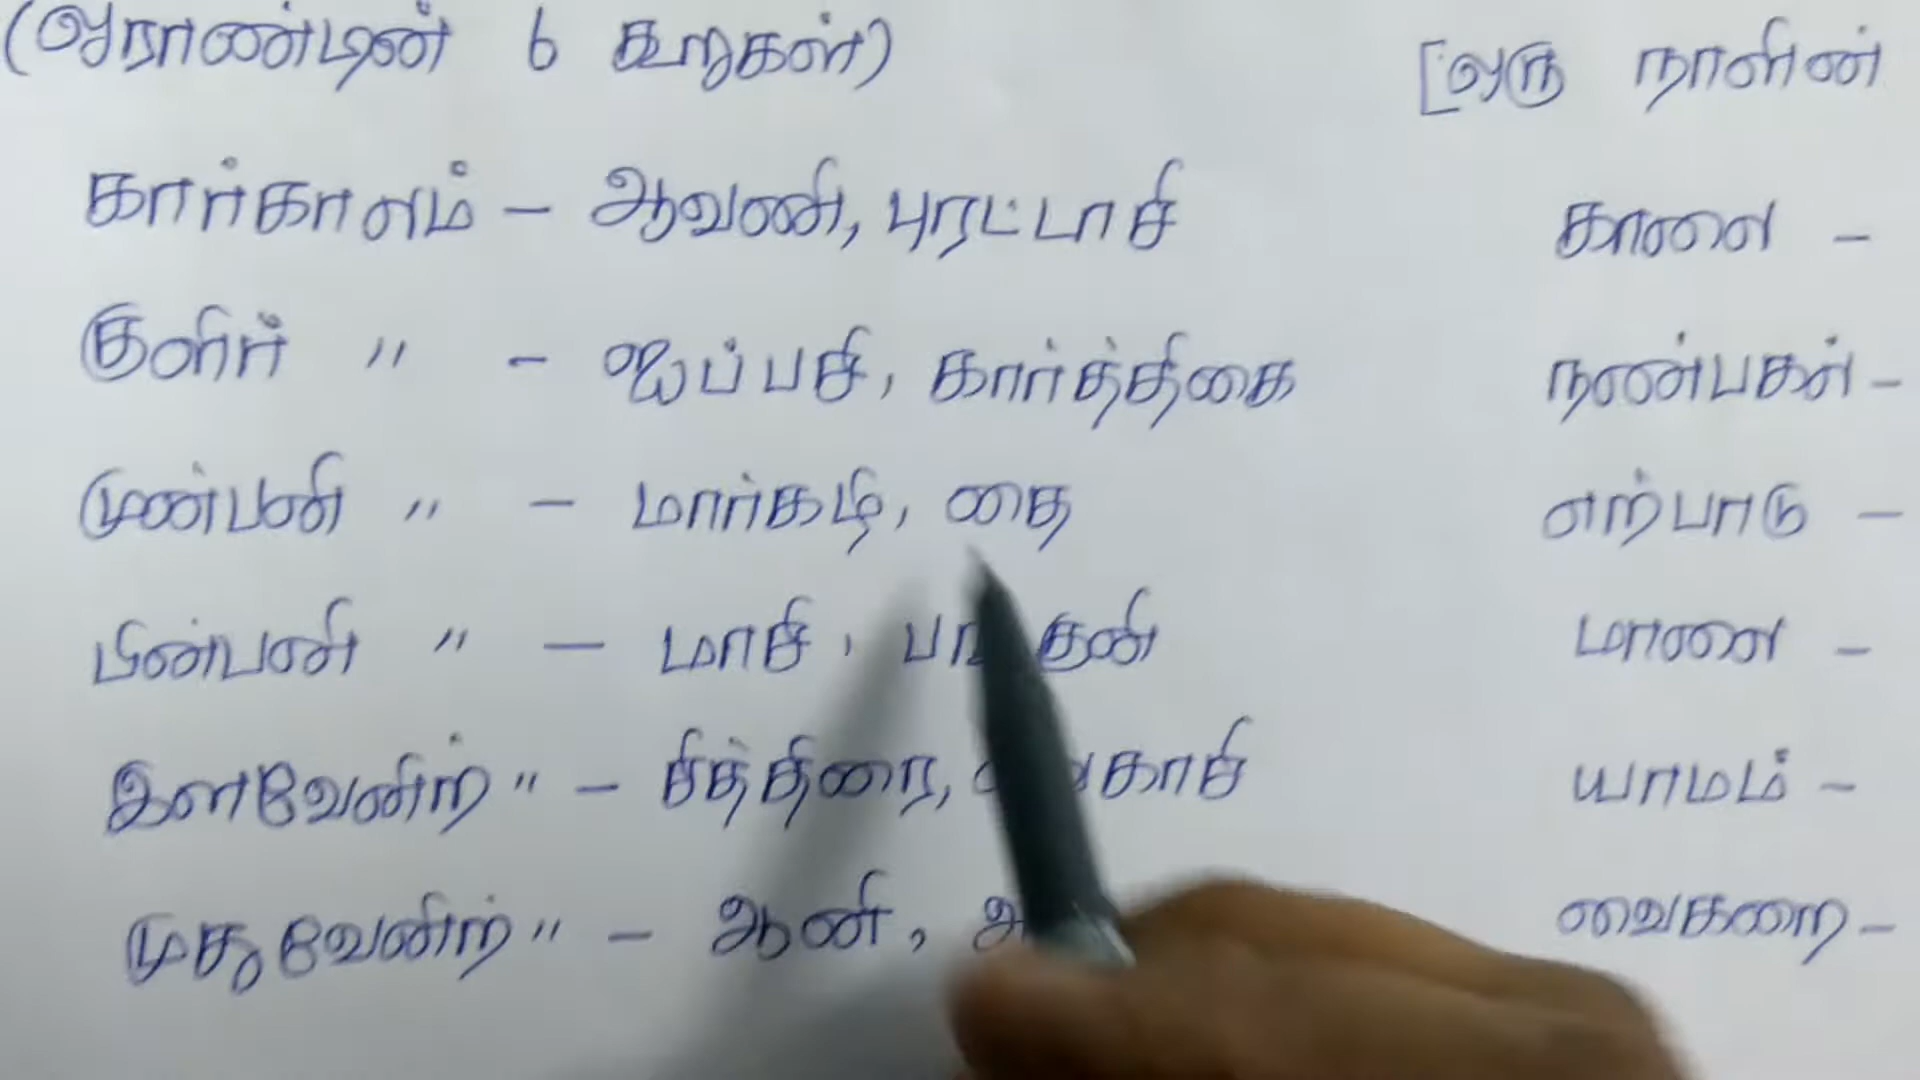 (ஓராண்டின் 6 கூறுகள்) [ஒரு நாளின்
கார்காலம் - ஆவணி, புரட்டாசி காலை -
குளிர் " - ஐப்பசி, கார்த்திகை நண்பகல் -
முன்பனி " - மார்கழி, தை எற்பாடு -
பின்பனி " - மாசி, மாலை -
இளவேனிற் " - சித்திரை, யாமம் -
முதுவேனிற் " - ஆனி, வைகறை -